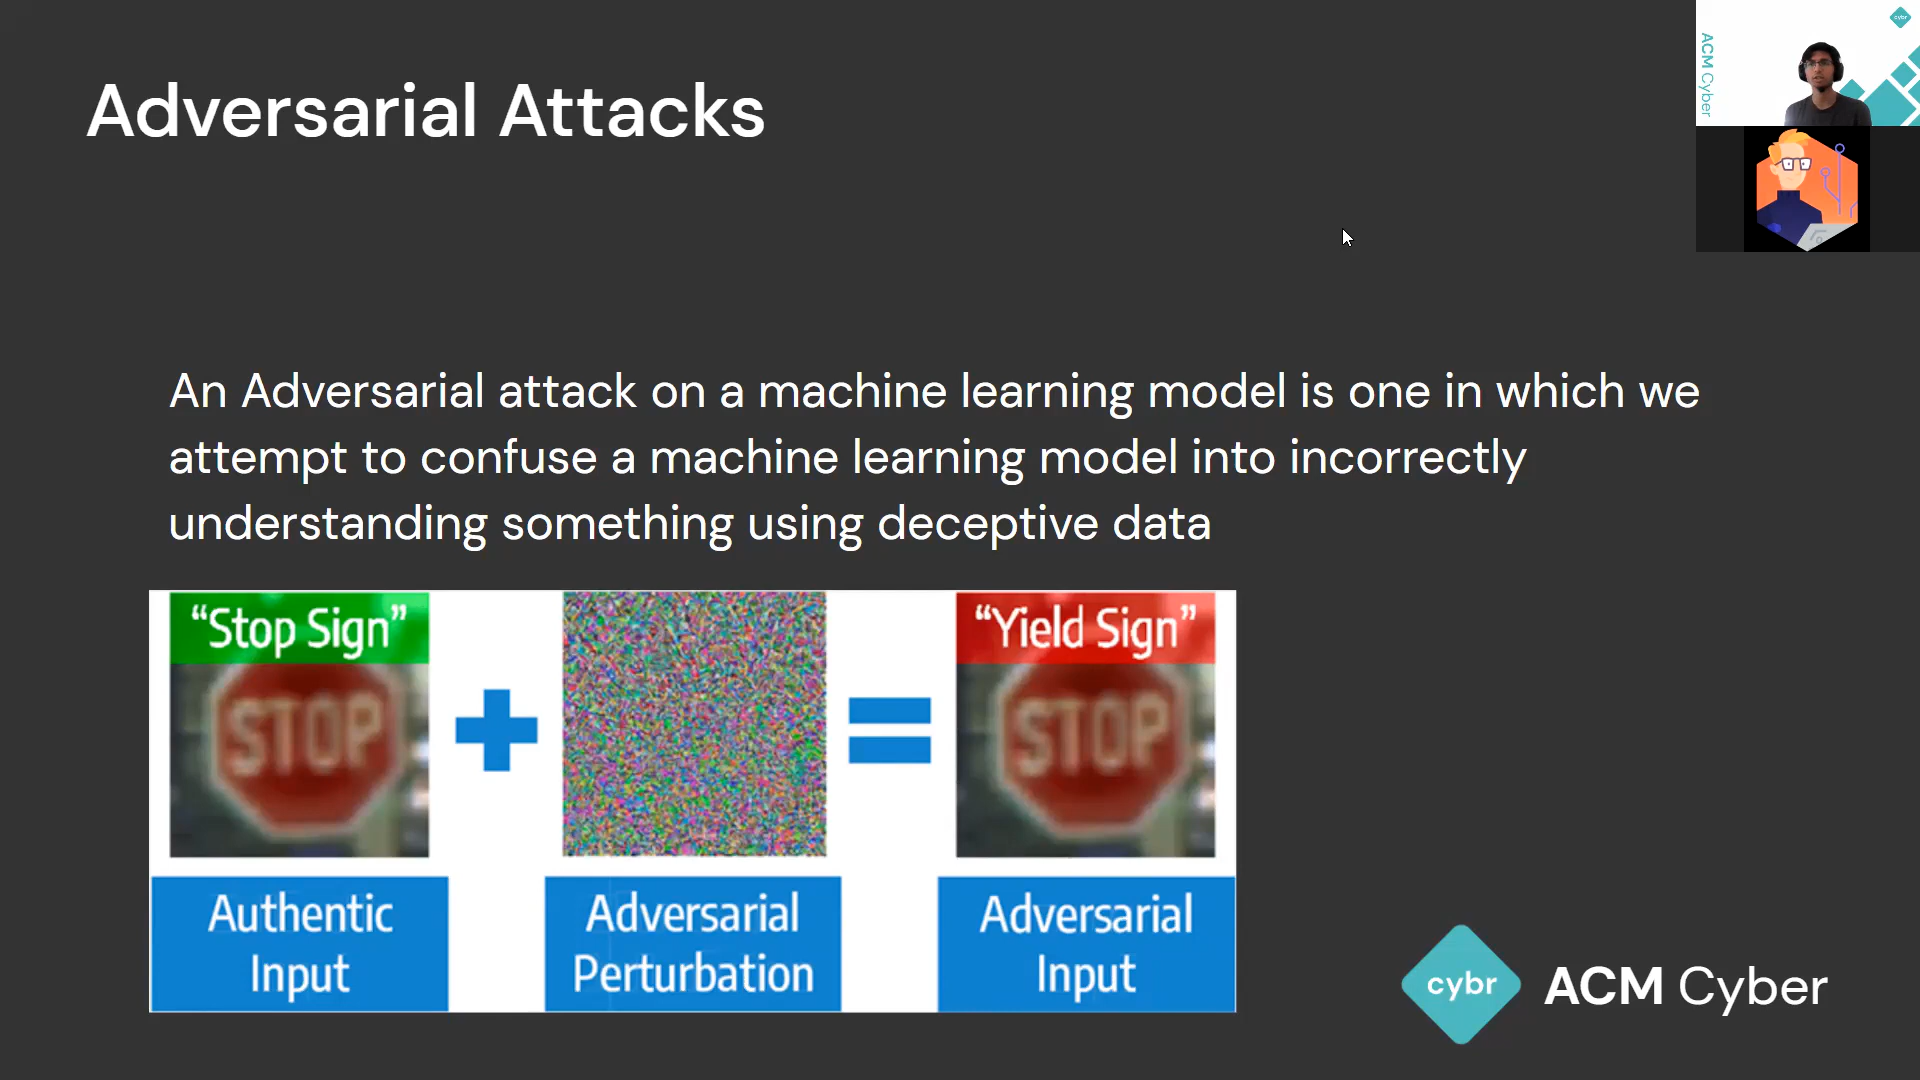 Adversarial Attacks
cybr
ACM Cyber
An Adversarial attack on a machine learning model is one in which we
attempt to confuse a machine learning model into incorrectly
understanding something using deceptive data
“Stop Sign”
STOP
“Yield Sign”
STOP
Authentic
Input
Adversarial
Perturbation
Adversarial
Input
cybr
ACM Cyber